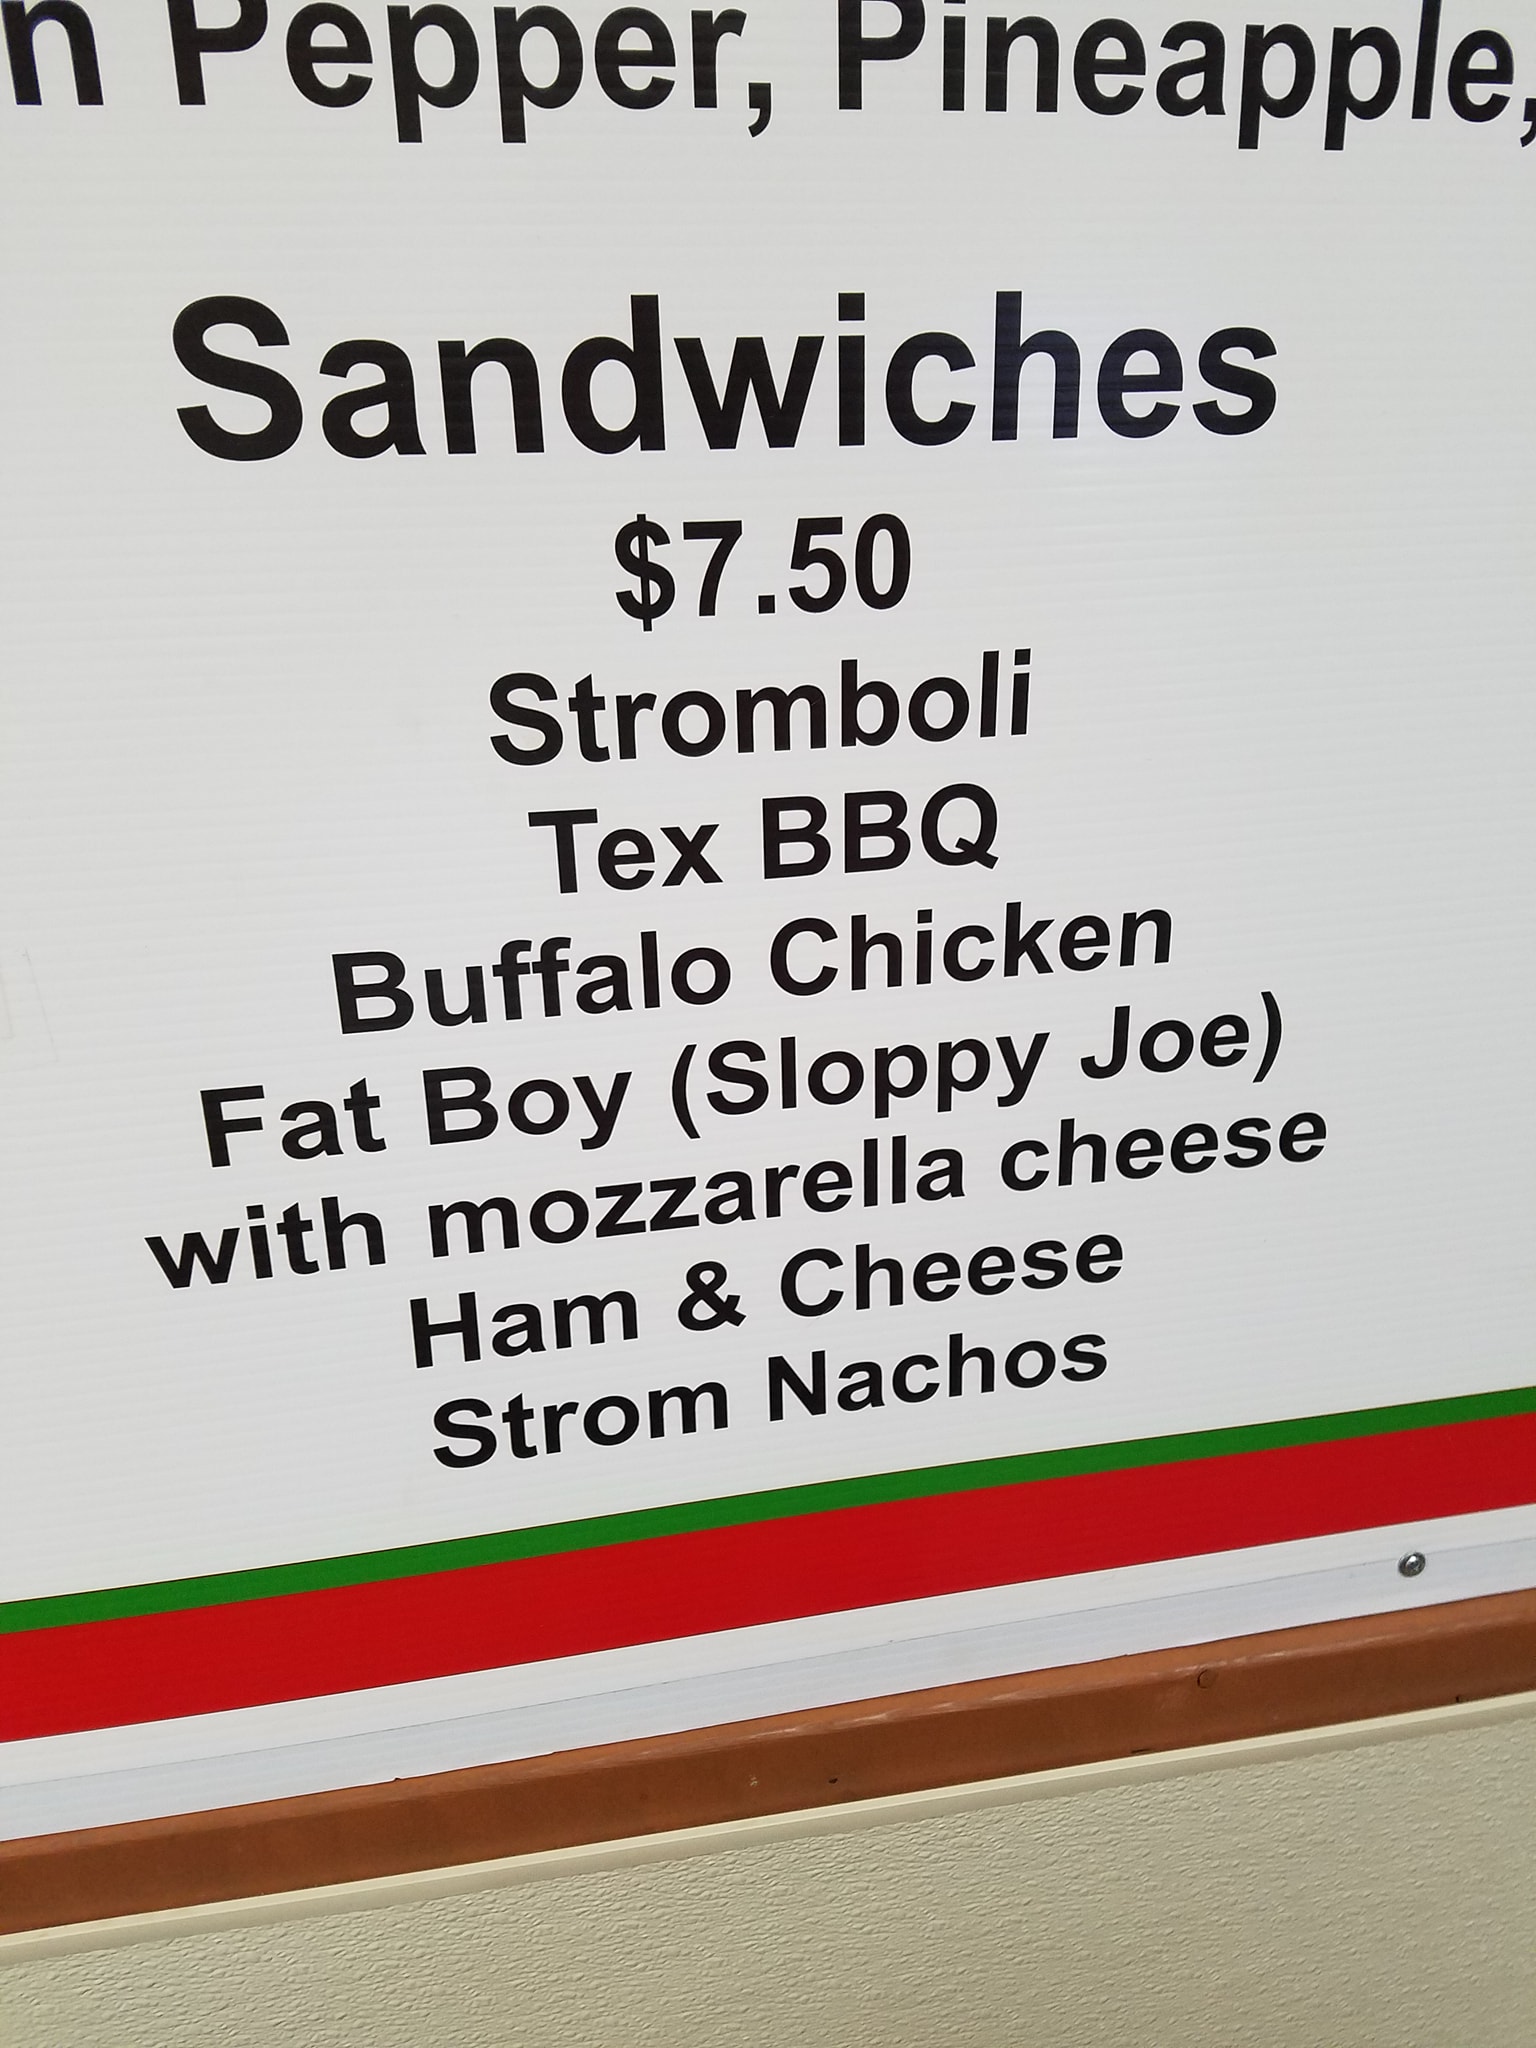 n Pepper, Pineapple,
Sandwiches
$7.50
Stromboli
Tex BBQ
Buffalo Chicken
Fat Boy (Sloppy Joe)
with mozzarella cheese
Ham & Cheese
Strom Nachos